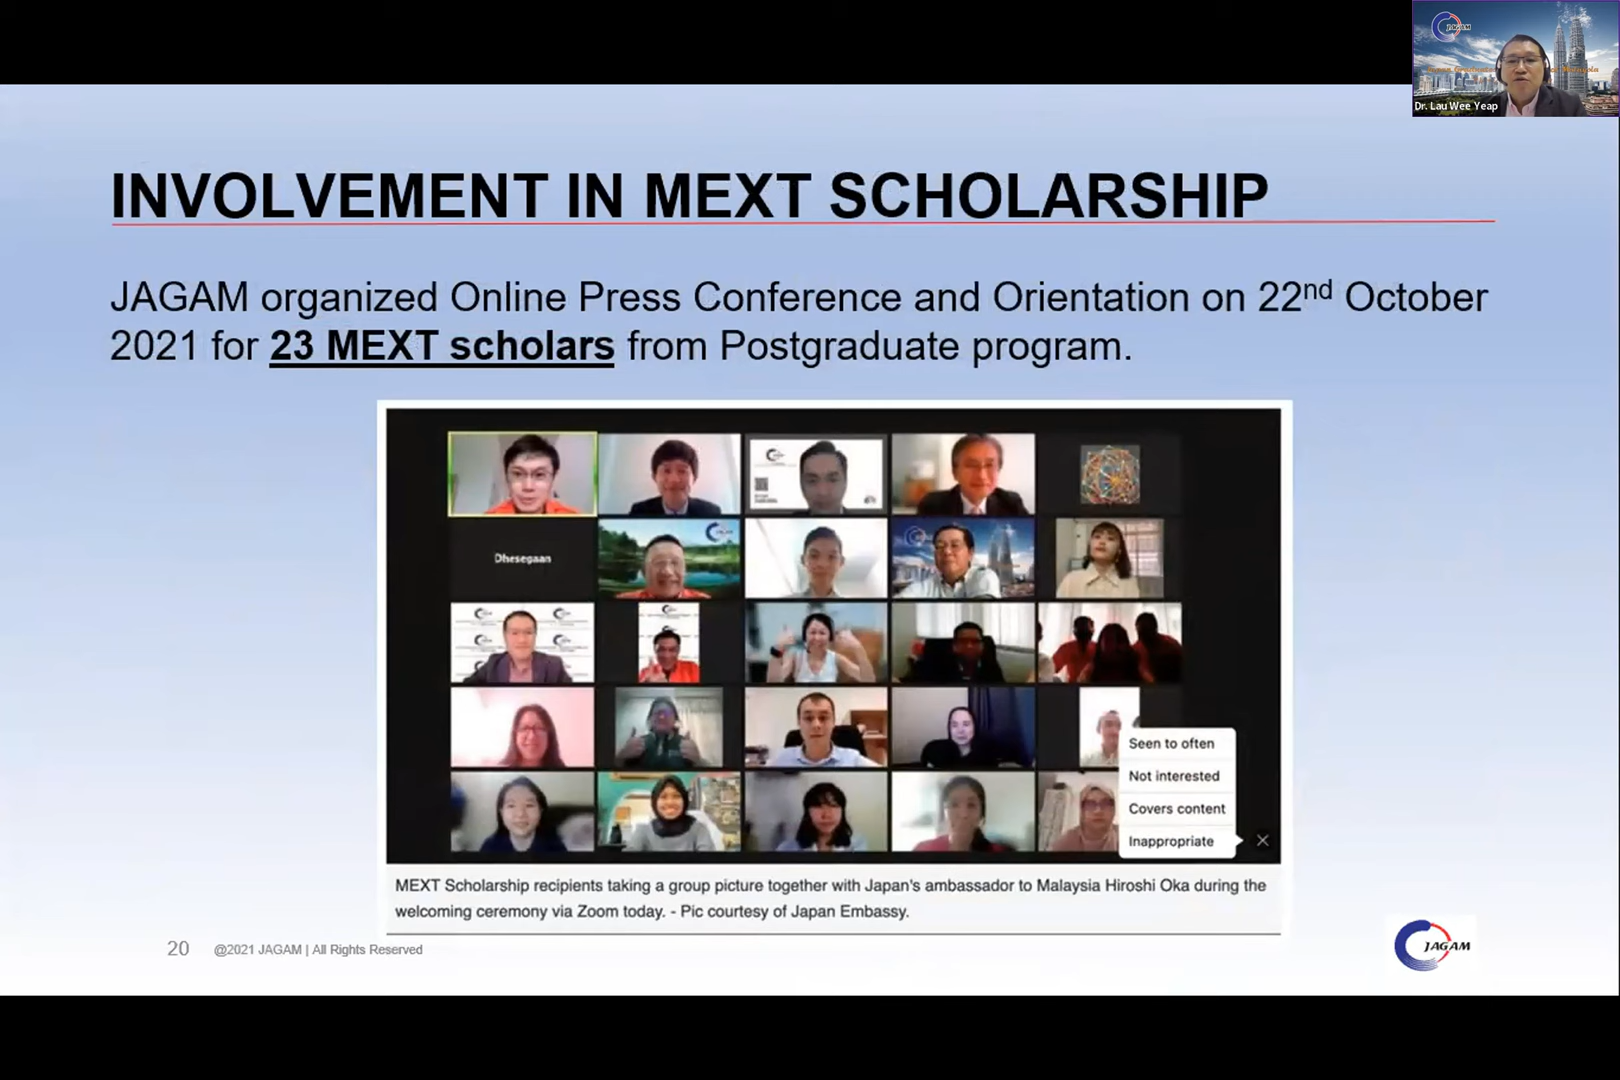 JAGAM
Dr. Lau Wee Yeap
INVOLVEMENT IN MEXT SCHOLARSHIP
JAGAM organized Online Press Conference and Orientation on 22nd October
2021 for 23 MEXT scholars from Postgraduate program.
Dhesegaan
JAGAM
Seen to often
Not interested
Covers content
Inappropriate
MEXT Scholarship recipients taking a group picture together with Japan's ambassador to Malaysia Hiroshi Oka during the
welcoming ceremony via Zoom today. - Pic courtesy of Japan Embassy.
20 @2021 JAGAM | All Rights Reserved
JAGAM